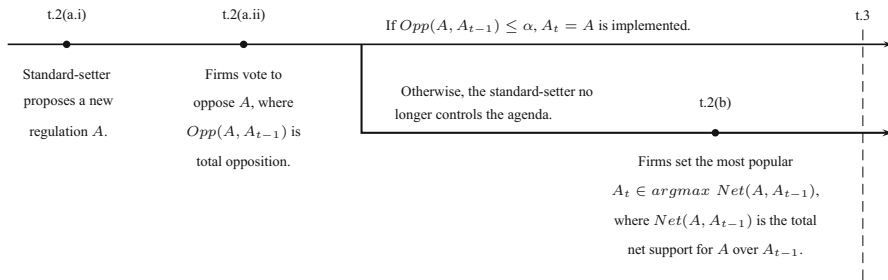 t.2(a.i)
t.2(a.ii)
If Opp(A, A_{t−1}) ≤ α, A_t = A is implemented.
t.3
Standard-setter
proposes a new
regulation A.
Firms vote to
oppose A, where
Opp(A, A_{t−1}) is
total opposition.
Otherwise, the standard-setter no
longer controls the agenda.
t.2(b)
Firms set the most popular
A_t ∈ argmax Net(A, A_{t−1}),
where Net(A, A_{t−1}) is the total
net support for A over A_{t−1}.